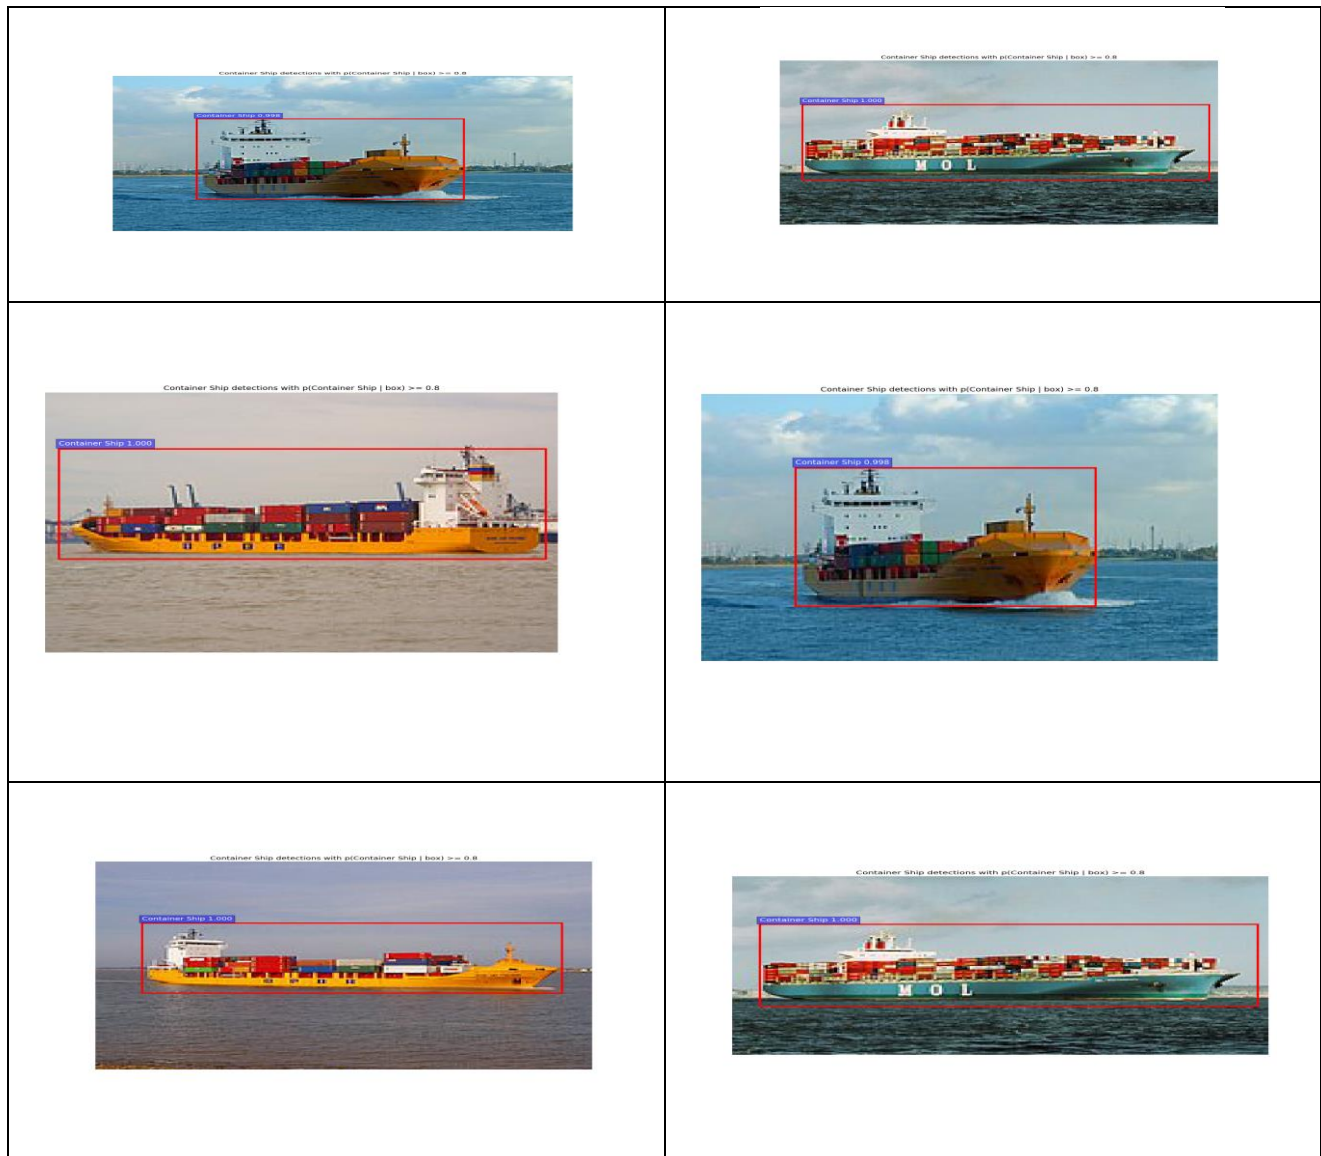 Container Ship detections with p(Container Ship | box) >= 0.8
Container Ship 0.998
Container Ship detections with p(Container Ship | box) >= 0.8
Container Ship 1.000
M O L
Container Ship detections with p(Container Ship | box) >= 0.8
Container Ship 1.000
Container Ship detections with p(Container Ship | box) >= 0.8
Container Ship 0.998
Container Ship detections with p(Container Ship | box) >= 0.8
Container Ship 1.000
Container Ship detections with p(Container Ship | box) >= 0.8
Container Ship 1.000
M O L